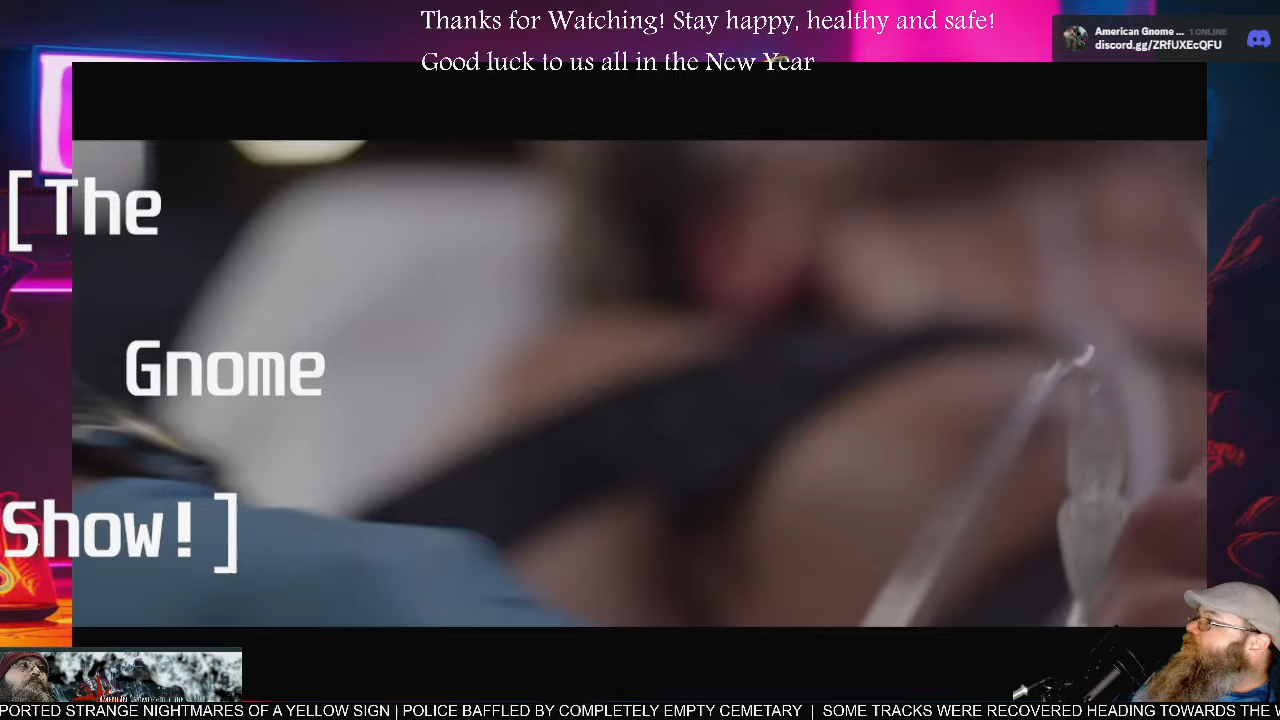 Thanks for Watching! Stay happy, healthy and safe!
Good luck to us all in the New Year
American Gnome ... 1 ONLINE
discord.gg/ZRfUXEcQFU
[The
Gnome
Show!]
PORTED STRANGE NIGHTMARES OF A YELLOW SIGN | POLICE BAFFLED BY COMPLETELY EMPTY CEMETARY | SOME TRACKS WERE RECOVERED HEADING TOWARDS THE